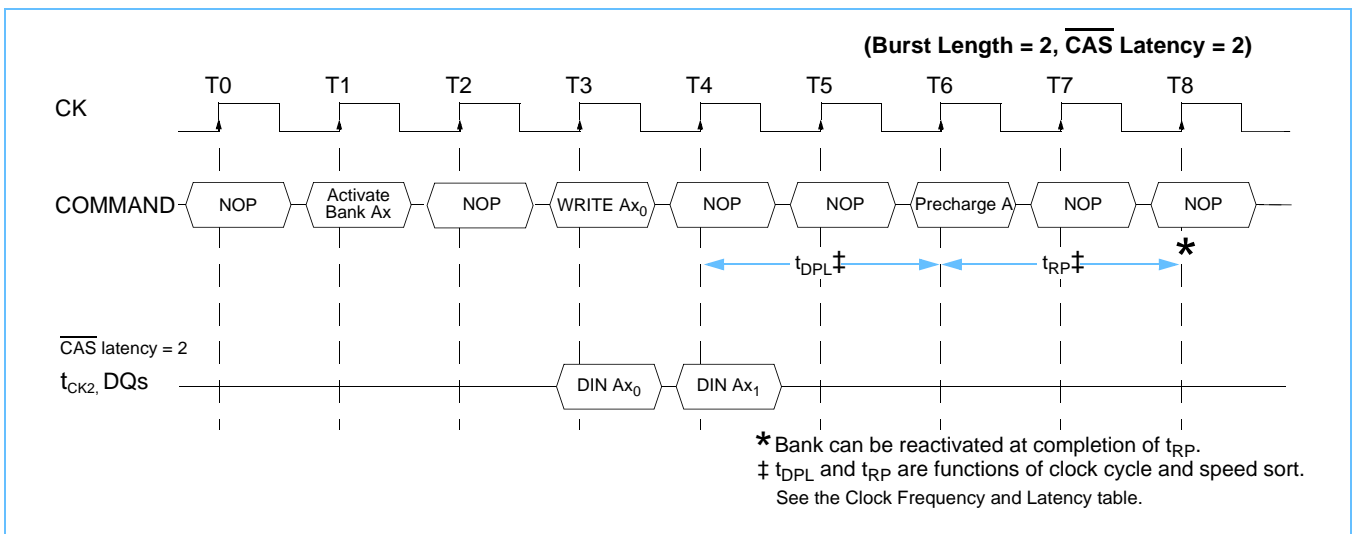 (Burst Length = 2, CAS Latency = 2)
T0 T1 T2 T3 T4 T5 T6 T7 T8
CK
COMMAND NOP Activate Bank Ax NOP WRITE Ax0 NOP NOP Precharge A NOP NOP
*
tDPL‡ tRP‡
CAS latency = 2
tCK2, DQs DIN Ax0 DIN Ax1
* Bank can be reactivated at completion of tRP.
‡ tDPL and tRP are functions of clock cycle and speed sort.
See the Clock Frequency and Latency table.